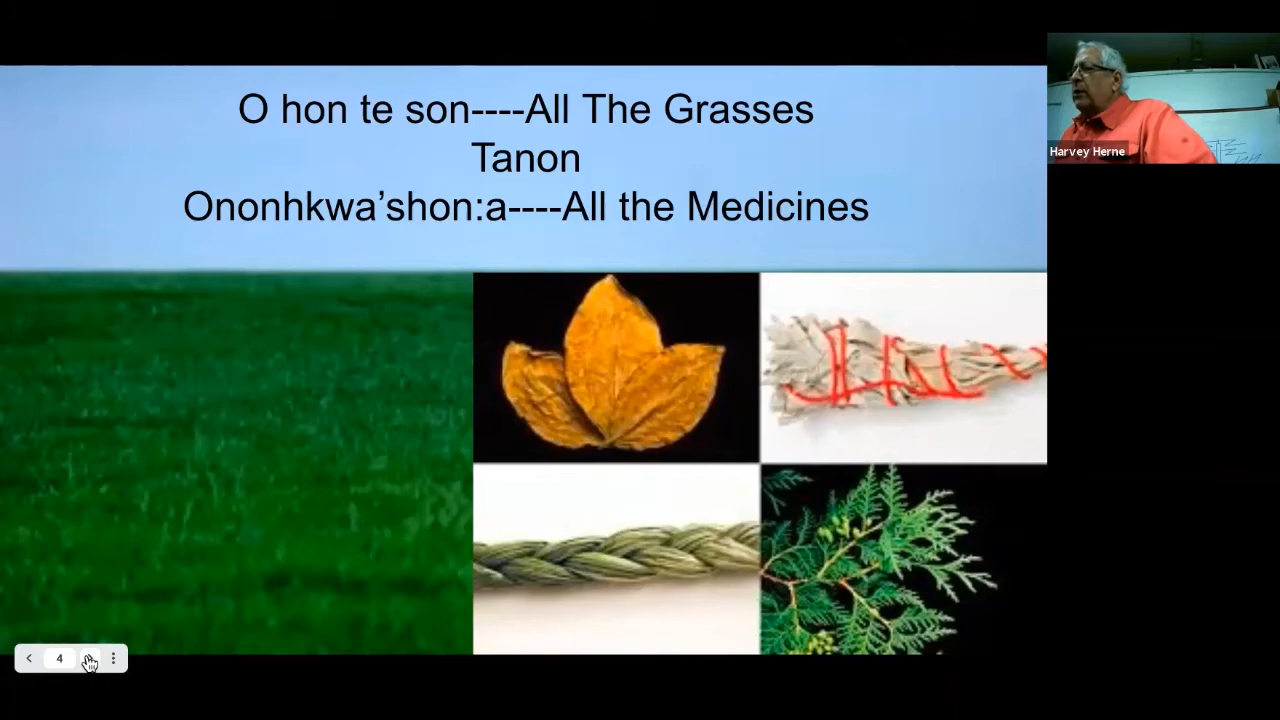 O hon te son----All The Grasses
Tanon
Ononhkwa’shon:a----All the Medicines
Harvey Herne
4